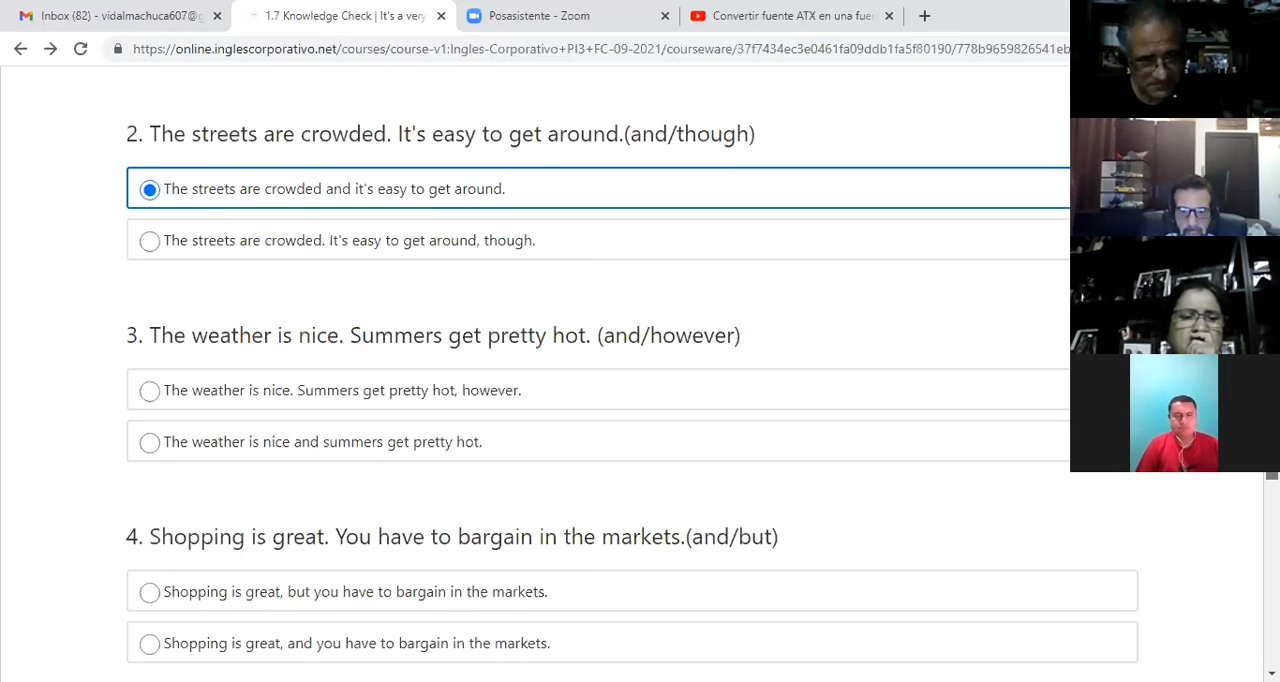 Inbox (82) - vidalmachuca607@g
1.7 Knowledge Check | It's a very
Posasistente - Zoom
Convertir fuente ATX en una fuer
https://online.inglescorporativo.net/courses/course-v1:Ingles-Corporativo+PI3+FC-09-2021/courseware/37f7434ec3e0461fa09ddb1fa5f80190/778b9659826541eb
2. The streets are crowded. It's easy to get around.(and/though)
The streets are crowded and it's easy to get around.
The streets are crowded. It's easy to get around, though.
3. The weather is nice. Summers get pretty hot. (and/however)
The weather is nice. Summers get pretty hot, however.
The weather is nice and summers get pretty hot.
4. Shopping is great. You have to bargain in the markets.(and/but)
Shopping is great, but you have to bargain in the markets.
Shopping is great, and you have to bargain in the markets.